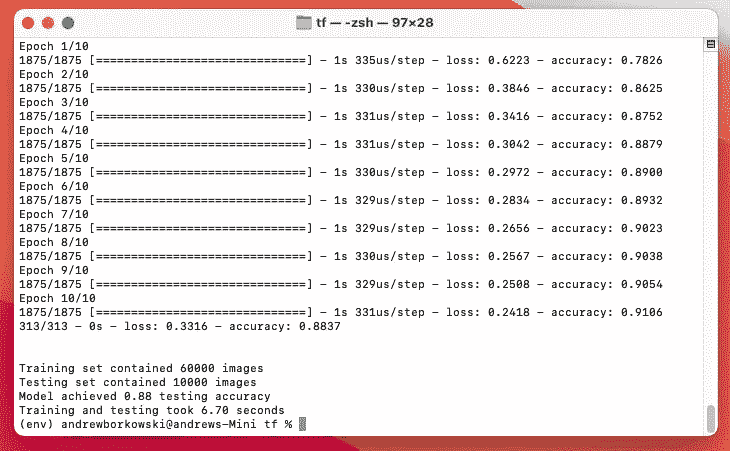 tf — -zsh — 97×28
Epoch 1/10
1875/1875 [==============================] - 1s 335us/step - loss: 0.6223 - accuracy: 0.7826
Epoch 2/10
1875/1875 [==============================] - 1s 330us/step - loss: 0.3846 - accuracy: 0.8625
Epoch 3/10
1875/1875 [==============================] - 1s 331us/step - loss: 0.3416 - accuracy: 0.8752
Epoch 4/10
1875/1875 [==============================] - 1s 331us/step - loss: 0.3042 - accuracy: 0.8879
Epoch 5/10
1875/1875 [==============================] - 1s 330us/step - loss: 0.2972 - accuracy: 0.8900
Epoch 6/10
1875/1875 [==============================] - 1s 329us/step - loss: 0.2834 - accuracy: 0.8932
Epoch 7/10
1875/1875 [==============================] - 1s 329us/step - loss: 0.2656 - accuracy: 0.9023
Epoch 8/10
1875/1875 [==============================] - 1s 330us/step - loss: 0.2567 - accuracy: 0.9038
Epoch 9/10
1875/1875 [==============================] - 1s 329us/step - loss: 0.2508 - accuracy: 0.9054
Epoch 10/10
1875/1875 [==============================] - 1s 331us/step - loss: 0.2418 - accuracy: 0.9106
313/313 - 0s - loss: 0.3316 - accuracy: 0.8837
Training set contained 60000 images
Testing set contained 10000 images
Model achieved 0.88 testing accuracy
Training and testing took 6.70 seconds
(env) andrewborkowski@andrews-Mini tf %